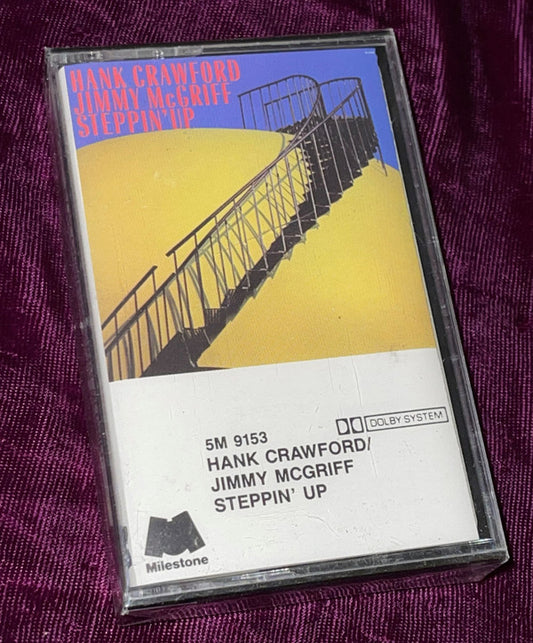 HANK CRAWFORD
JIMMY McGRIFF
STEPPIN' UP
DOLBY SYSTEM
5M 9153
HANK CRAWFORD/
JIMMY MCGRIFF
STEPPIN' UP
Milestone